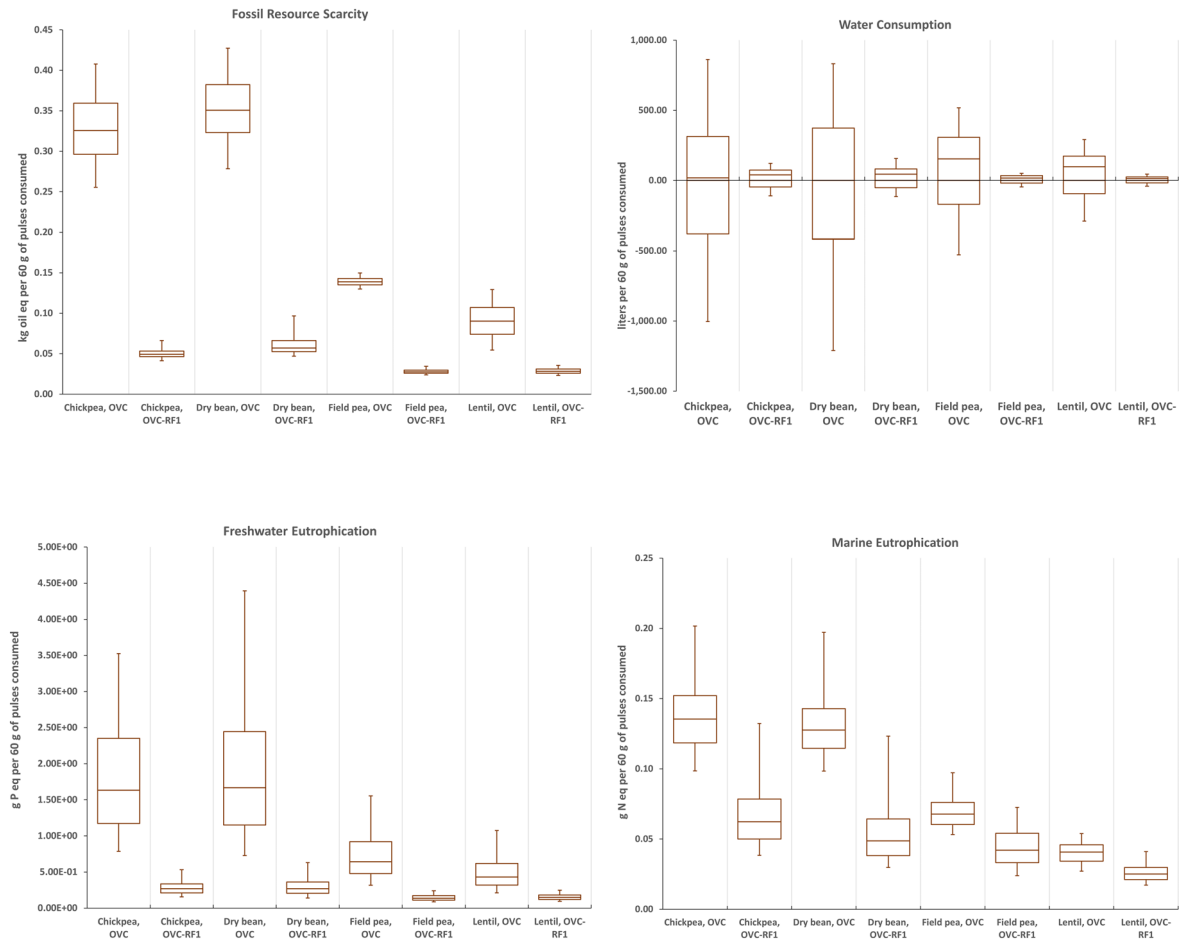 Fossil Resource Scarcity
kg oil eq per 60 g of pulses consumed
0.45
0.40
0.35
0.30
0.25
0.20
0.15
0.10
0.05
0.00
Chickpea, OVC
Chickpea,
OVC-RF1
Dry bean, OVC
Dry bean,
OVC-RF1
Field pea, OVC
Field pea,
OVC-RF1
Lentil, OVC
Lentil, OVC-
RF1
Water Consumption
liters per 60 g of pulses consumed
1,000.00
500.00
0.00
-500.00
-1,000.00
-1,500.00
Chickpea,
OVC
Chickpea,
OVC-RF1
Dry bean,
OVC
Dry bean,
OVC-RF1
Field pea,
OVC
Field pea,
OVC-RF1
Lentil, OVC
Lentil, OVC-
RF1
Freshwater Eutrophication
g P eq per 60 g of pulses consumed
5.00E+00
4.50E+00
4.00E+00
3.50E+00
3.00E+00
2.50E+00
2.00E+00
1.50E+00
1.00E+00
5.00E-01
0.00E+00
Chickpea,
OVC
Chickpea,
OVC-RF1
Dry bean,
OVC
Dry bean,
OVC-RF1
Field pea,
OVC
Field pea,
OVC-RF1
Lentil, OVC
Lentil, OVC-
RF1
Marine Eutrophication
g N eq per 60 g of pulses consumed
0.25
0.20
0.15
0.10
0.05
0.00
Chickpea, OVC
Chickpea,
OVC-RF1
Dry bean, OVC
Dry bean,
OVC-RF1
Field pea, OVC
Field pea,
OVC-RF1
Lentil, OVC
Lentil, OVC-
RF1